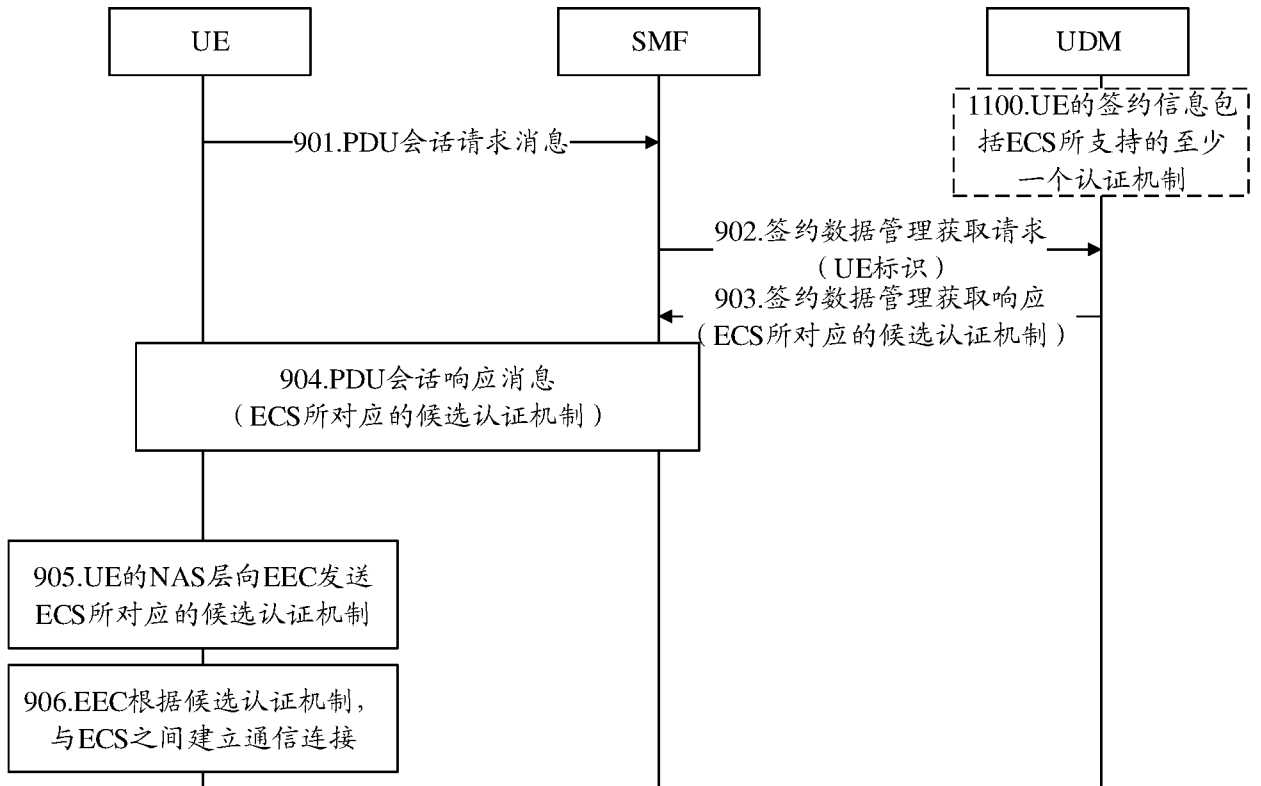 UE
SMF
UDM
1100.UE的签约信息包
括ECS所支持的至少
一个认证机制
901.PDU会话请求消息
902.签约数据管理获取请求
（UE标识）
903.签约数据管理获取响应
（ECS所对应的候选认证机制）
904.PDU会话响应消息
（ECS所对应的候选认证机制）
905.UE的NAS层向EEC发送
ECS所对应的候选认证机制
906.EEC根据候选认证机制，
与ECS之间建立通信连接